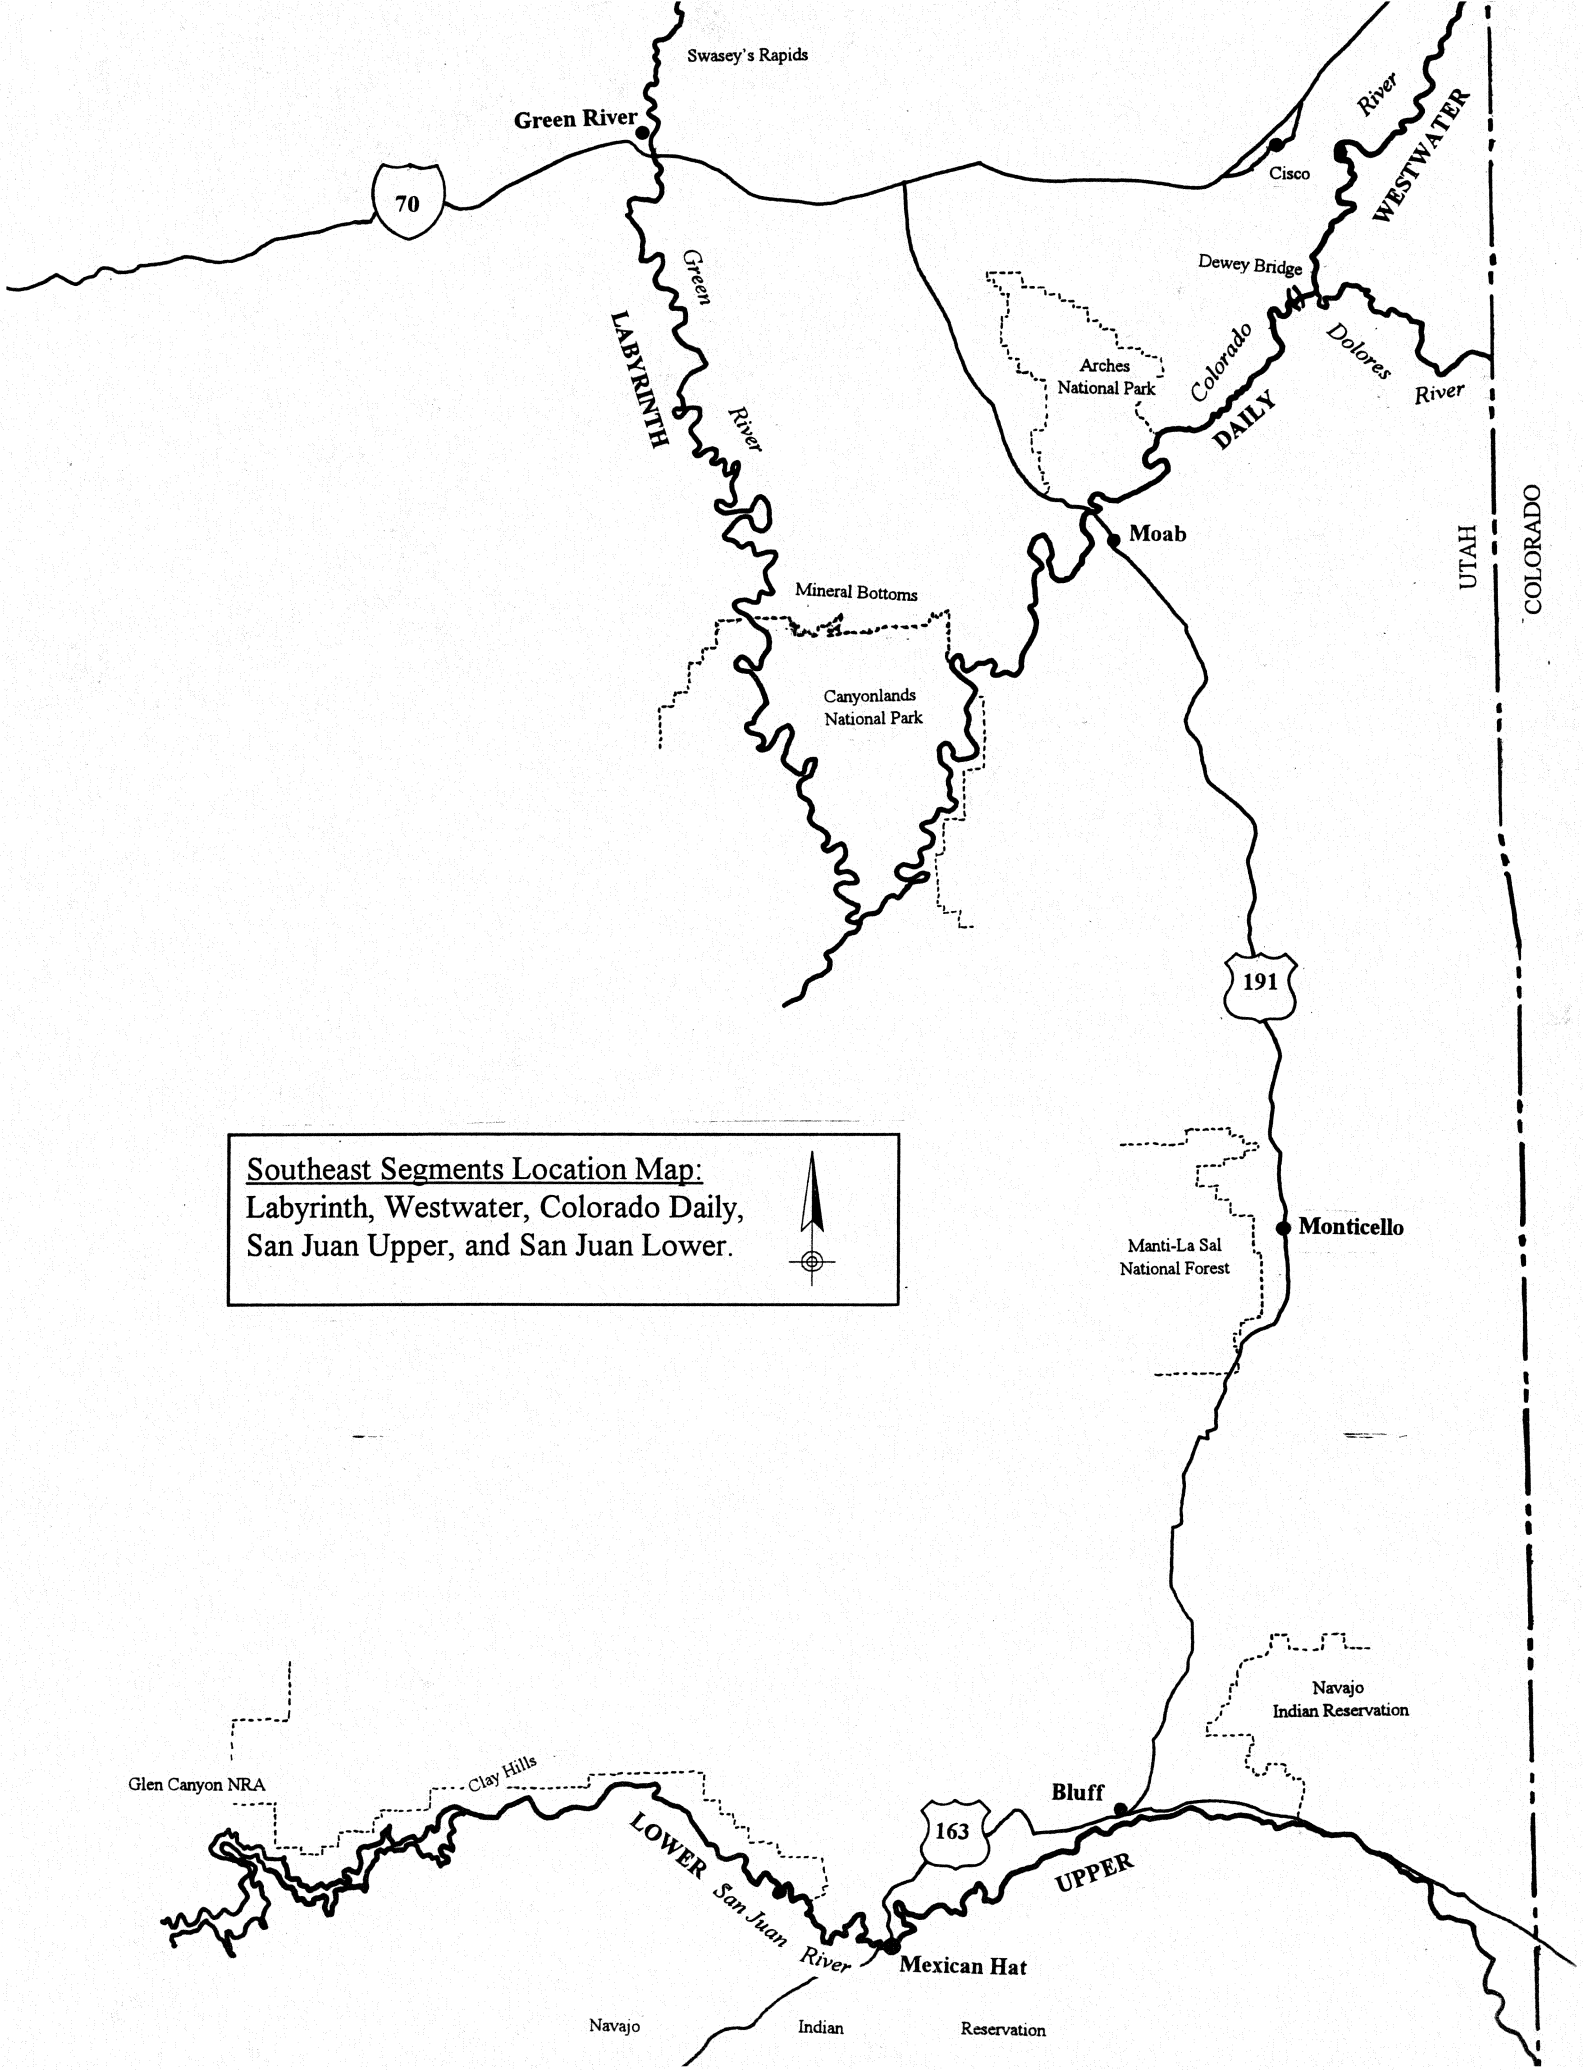 Swasey's Rapids
Green River
70
River
WESTWATER
Cisco
Dewey Bridge
Green
River
LABYRINTH
Arches
National Park
Colorado
DAILY
Dolores
River
UTAH
COLORADO
Moab
Mineral Bottoms
Canyonlands
National Park
191
Southeast Segments Location Map:
Labyrinth, Westwater, Colorado Daily,
San Juan Upper, and San Juan Lower.
Monticello
Manti-La Sal
National Forest
Navajo
Indian Reservation
Glen Canyon NRA
Clay Hills
Bluff
163
LOWER
UPPER
San Juan River
Mexican Hat
Navajo Indian Reservation